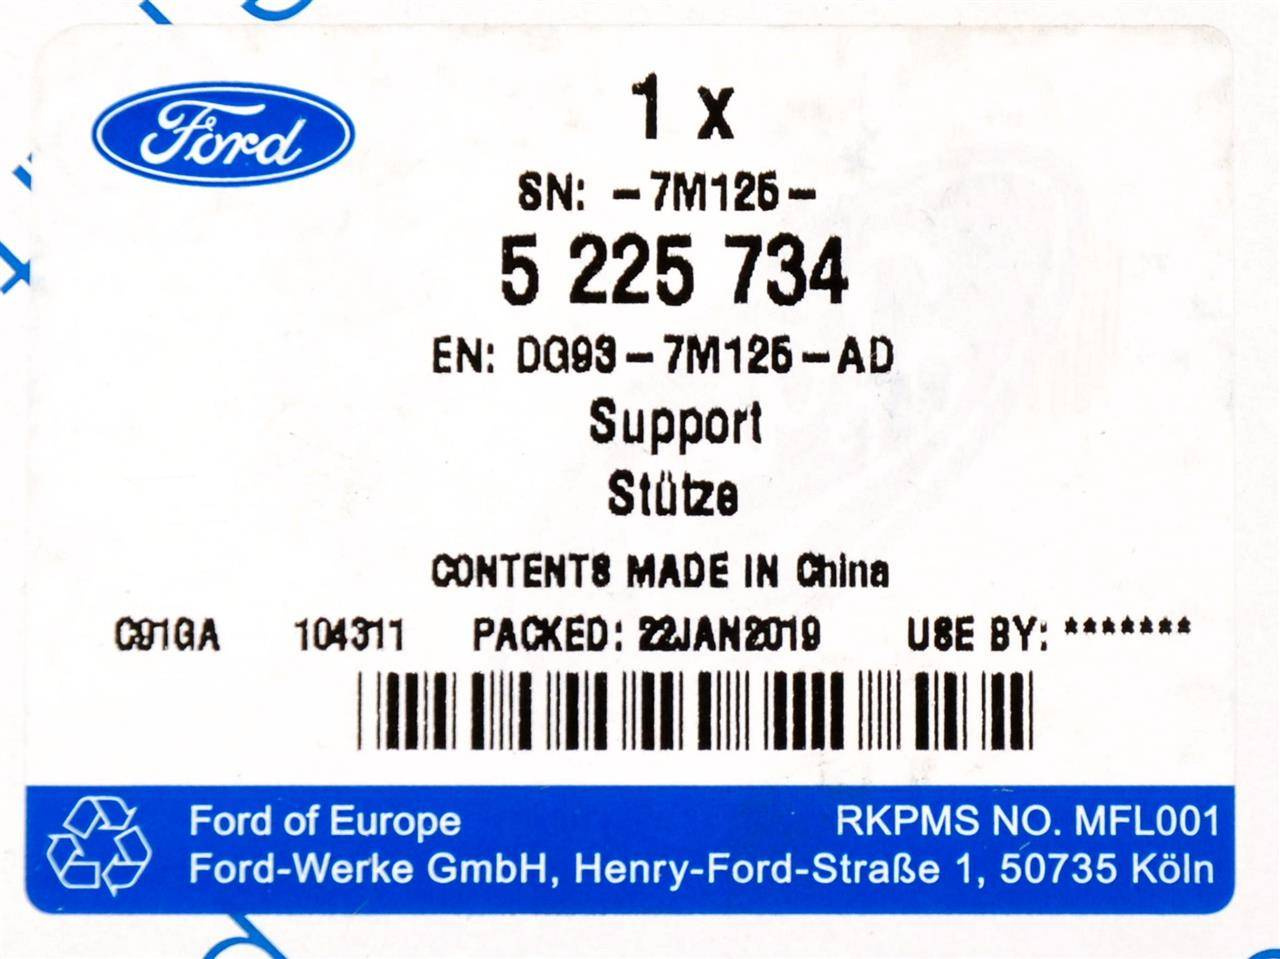 Ford
1 x
SN: -7M125-
5 225 734
EN: DG93-7M125-AD
Support
Stütze
CONTENTS MADE IN China
C91GA 104311 PACKED: 22JAN2019 USE BY: *******
Ford of Europe RKPMS NO. MFL001
Ford-Werke GmbH, Henry-Ford-Straße 1, 50735 Köln